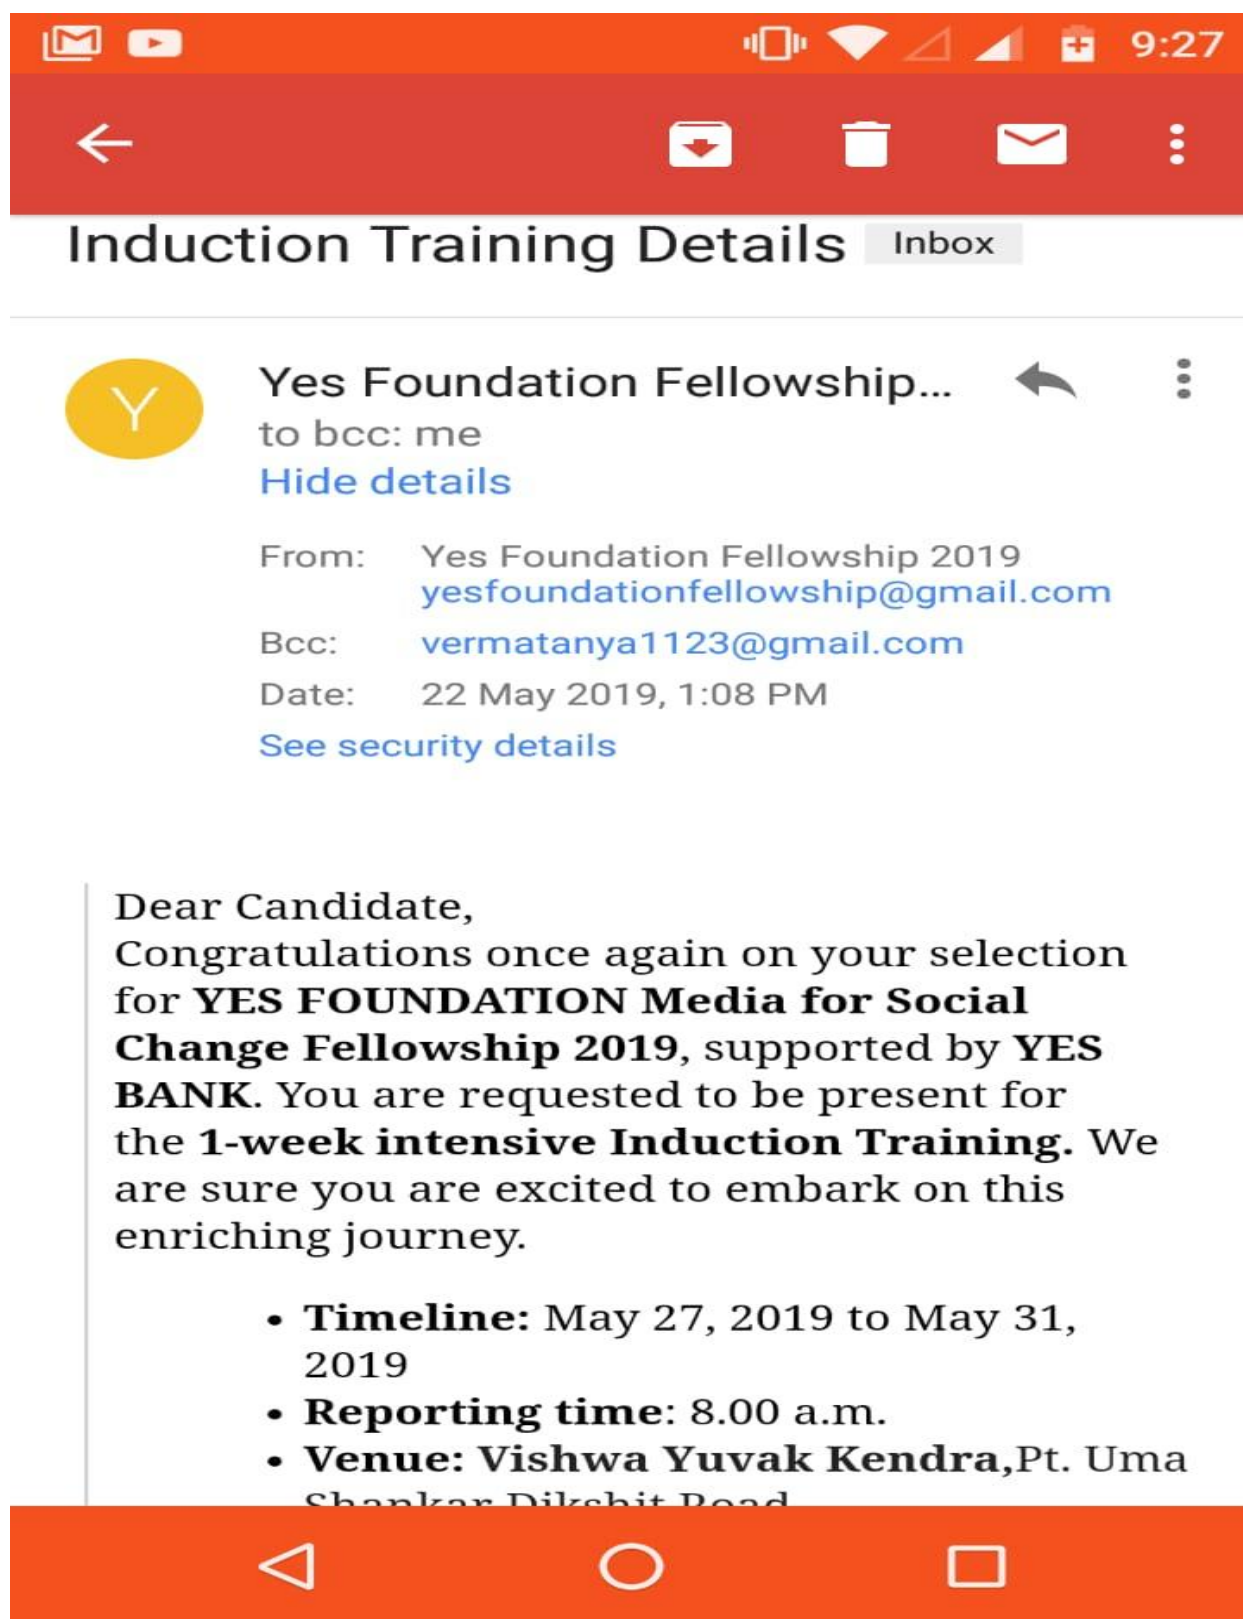 9:27
Induction Training Details Inbox
Y
Yes Foundation Fellowship...
to bcc: me
Hide details
From: Yes Foundation Fellowship 2019
yesfoundationfellowship@gmail.com
Bcc: vermatanya1123@gmail.com
Date: 22 May 2019, 1:08 PM
See security details
Dear Candidate,
Congratulations once again on your selection
for YES FOUNDATION Media for Social
Change Fellowship 2019, supported by YES
BANK. You are requested to be present for
the 1-week intensive Induction Training. We
are sure you are excited to embark on this
enriching journey.
• Timeline: May 27, 2019 to May 31,
2019
• Reporting time: 8.00 a.m.
• Venue: Vishwa Yuvak Kendra,Pt. Uma
Shankar Dikshit Road